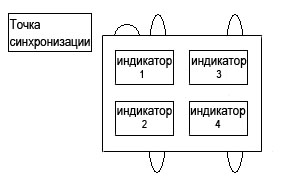 Точка
синхронизации
индикатор
1
индикатор
3
индикатор
2
индикатор
4